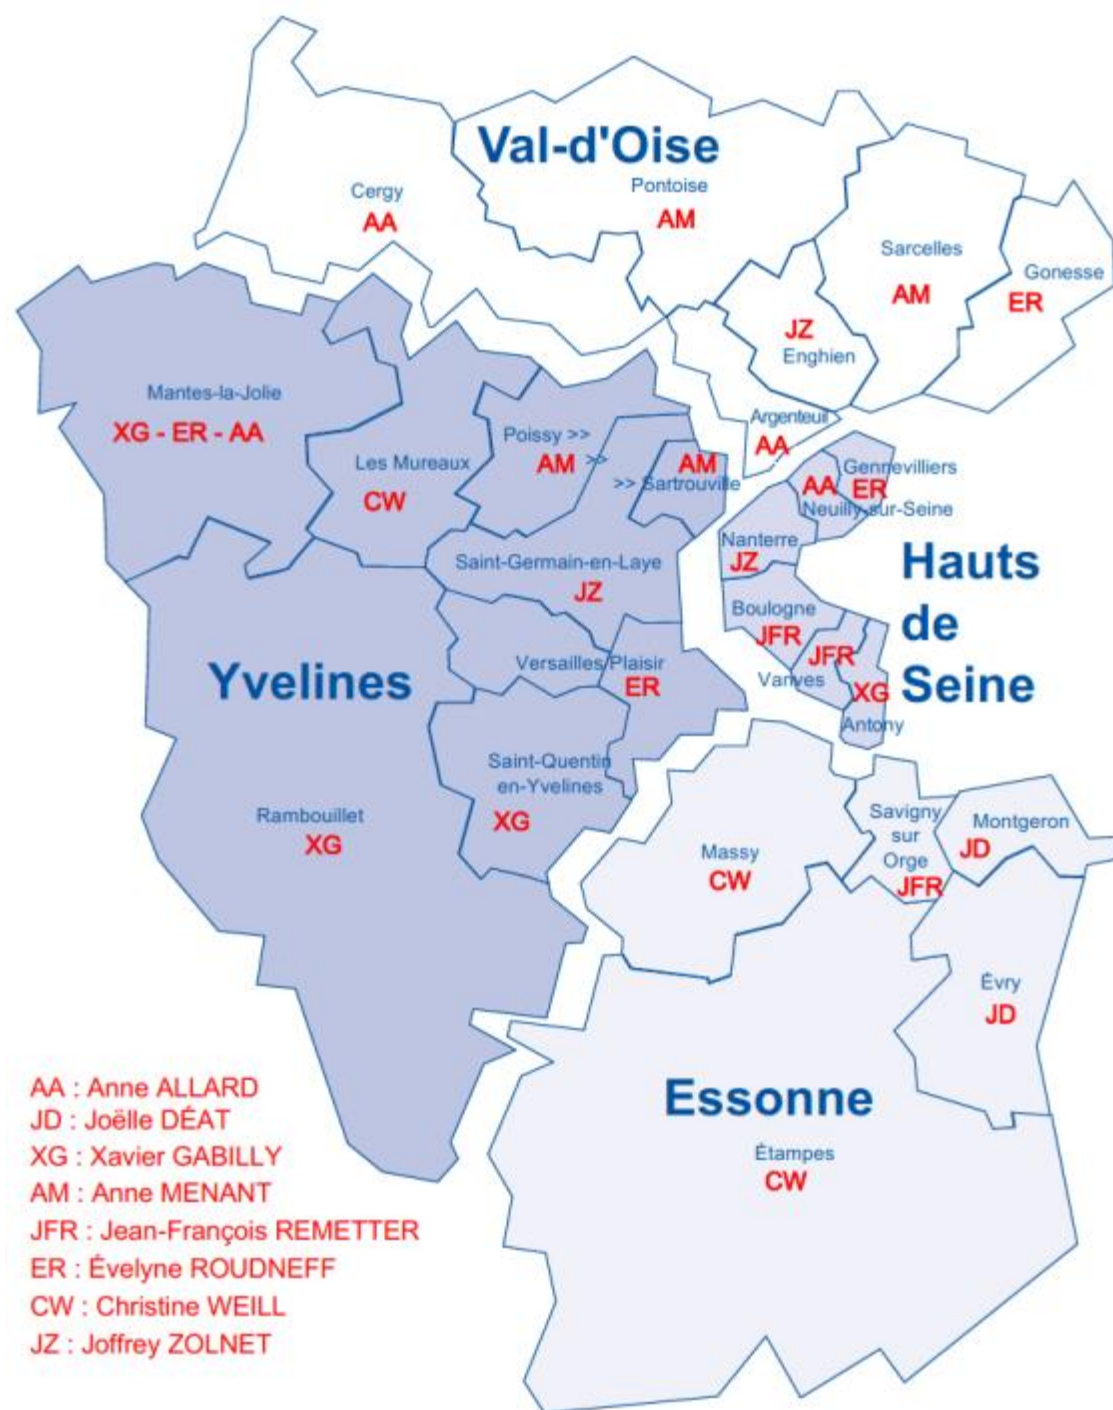 Val-d'Oise
Cergy
AA
Pontoise
AM
Sarcelles
AM
Gonesse
ER
JZ
Enghien
Argenteuil
AA
Mantes-la-Jolie
XG - ER - AA
Les Mureaux
CW
Poissy >>
AM >>
AM
>> Sartrouville
Saint-Germain-en-Laye
JZ
Yvelines
Versailles Plaisir
ER
Saint-Quentin
en-Yvelines
XG
Rambouillet
XG
Hauts
de
Seine
Gennevilliers
AA
ER
Neuilly-sur-Seine
Nanterre
JZ
Boulogne
JFR
JFR
Vanves
XG
Antony
Massy
CW
Savigny
sur
Orge
JFR
Montgeron
JD
Évry
JD
Essonne
Étampes
CW
AA : Anne ALLARD
JD : Joëlle DÉAT
XG : Xavier GABILLY
AM : Anne MENANT
JFR : Jean-François REMETTER
ER : Évelyne ROUDNEFF
CW : Christine WEILL
JZ : Joffrey ZOLNET